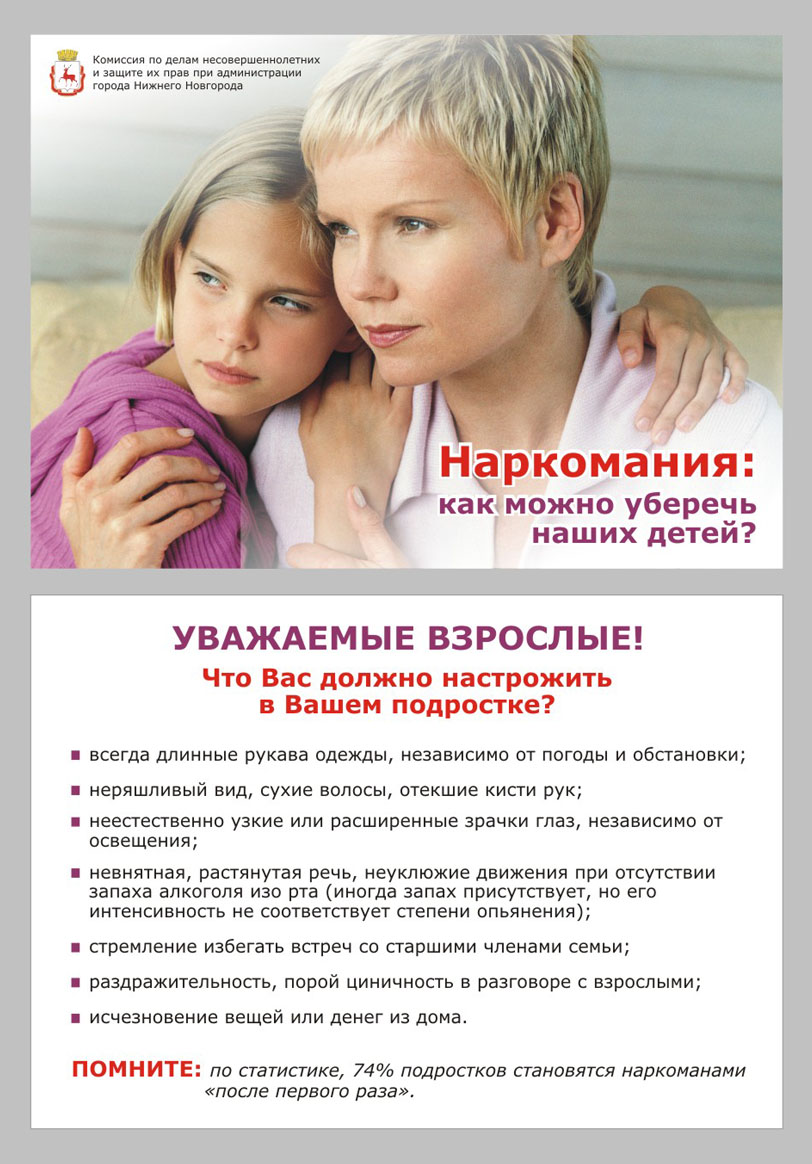 Комиссия по делам несовершеннолетних
и защите их прав при администрации
города Нижнего Новгорода
Наркомания:
как можно уберечь
наших детей?
УВАЖАЕМЫЕ ВЗРОСЛЫЕ!
Что Вас должно настрожить
в Вашем подростке?
всегда длинные рукава одежды, независимо от погоды и обстановки;
неряшливый вид, сухие волосы, отекшие кисти рук;
неестественно узкие или расширенные зрачки глаз, независимо от
освещения;
невнятная, растянутая речь, неуклюжие движения при отсутствии
запаха алкоголя изо рта (иногда запах присутствует, но его
интенсивность не соответствует степени опьянения);
стремление избегать встреч со старшими членами семьи;
раздражительность, порой циничность в разговоре с взрослыми;
исчезновение вещей или денег из дома.
ПОМНИТЕ: по статистике, 74% подростков становятся наркоманами
«после первого раза».